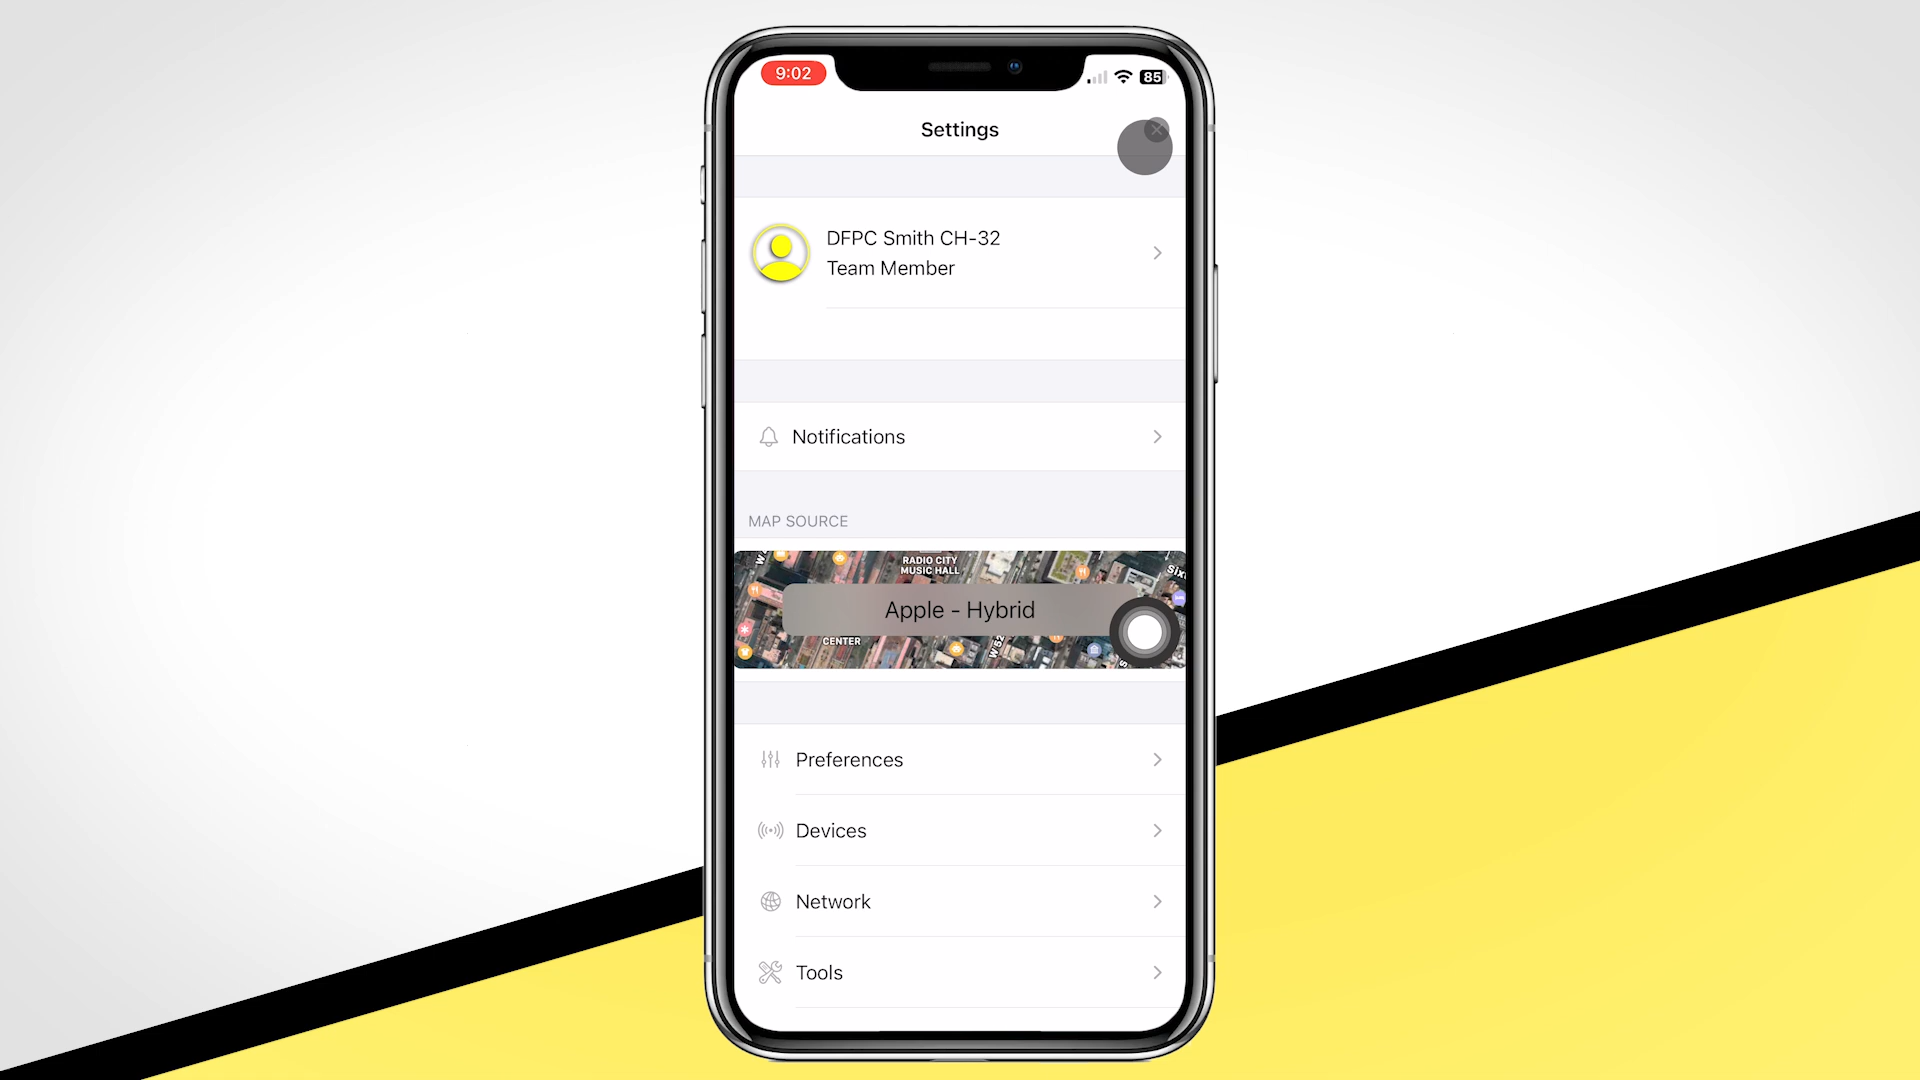 9:02
85
Settings
DFPC Smith CH-32
Team Member
Notifications
MAP SOURCE
RADIO CITY
MUSIC HALL
Apple - Hybrid
CENTER
W 52
Preferences
Devices
Network
Tools